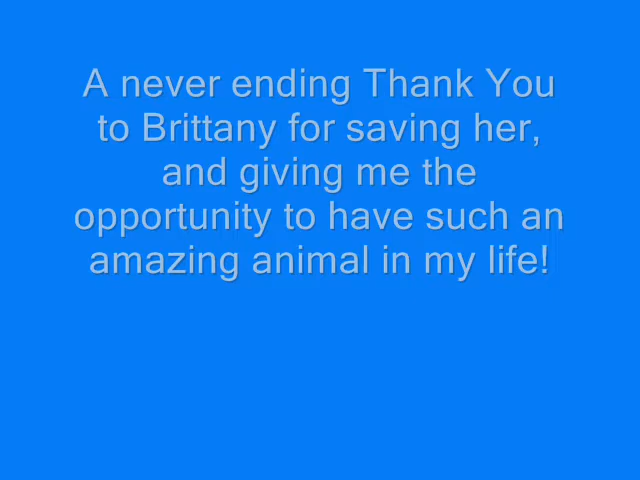 A never ending Thank You
to Brittany for saving her,
and giving me the
opportunity to have such an
amazing animal in my life!